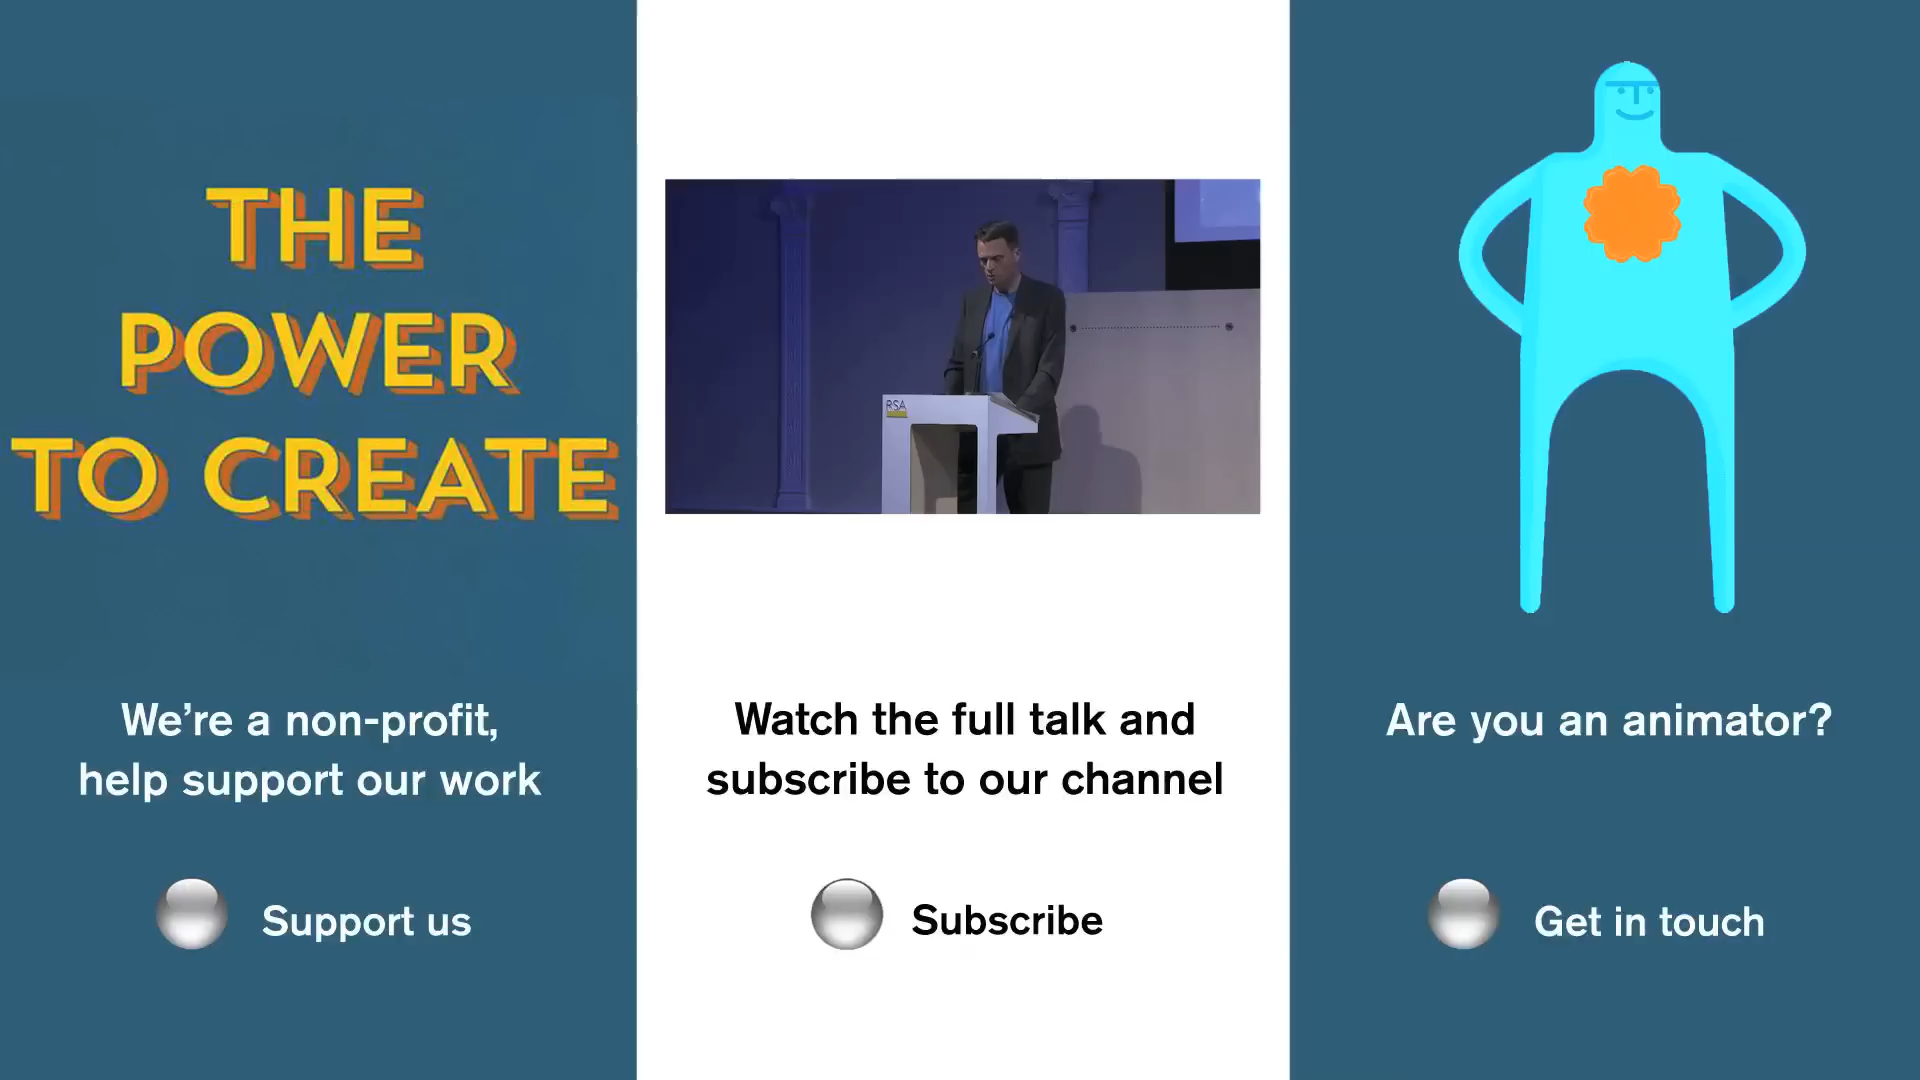 THE
POWER
TO CREATE
We're a non-profit,
help support our work
Support us
RSA
Watch the full talk and
subscribe to our channel
Subscribe
Are you an animator?
Get in touch